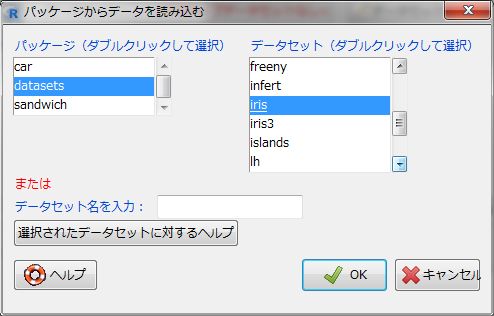 R パッケージからデータを読み込む
パッケージ（ダブルクリックして選択）
car
datasets
sandwich
データセット（ダブルクリックして選択）
freeny
infert
iris
iris3
islands
lh
または
データセット名を入力：
選択されたデータセットに対するヘルプ
ヘルプ
OK
キャンセル